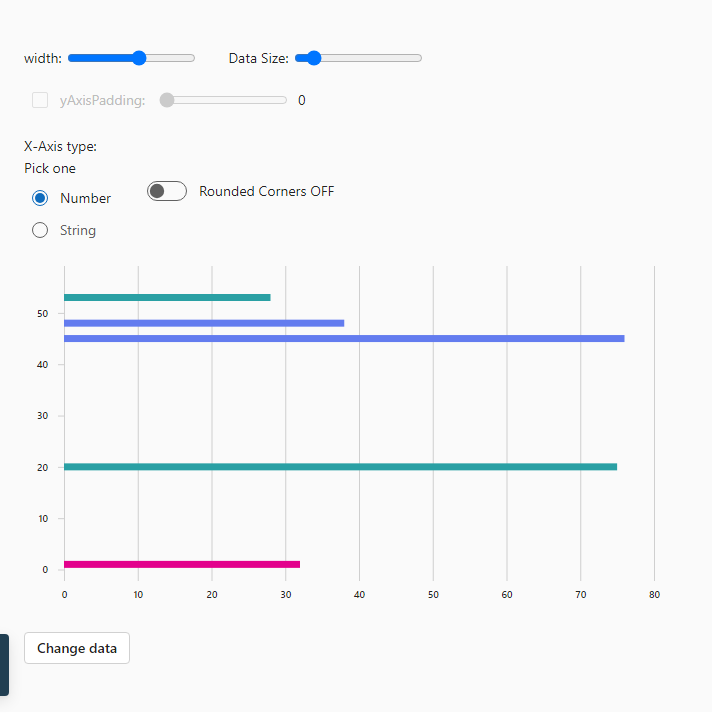 width: Data Size:
yAxisPadding: 0
X-Axis type:
Pick one
Number Rounded Corners OFF
String
50
40
30
20
10
0
0 10 20 30 40 50 60 70 80
Change data